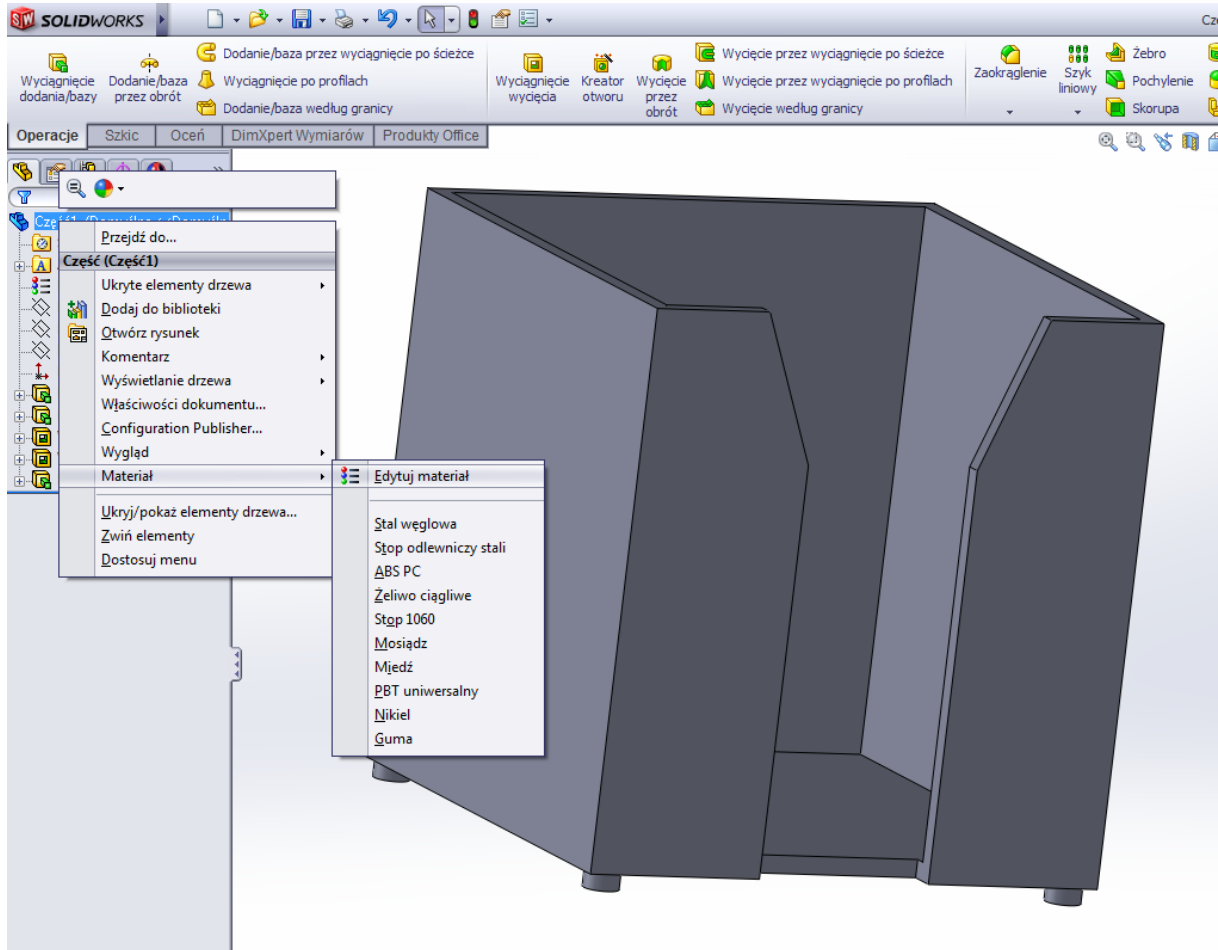 SOLIDWORKS
Wyciągnięcie dodania/bazy
Dodanie/baza przez obrót
Dodanie/baza przez wyciągnięcie po ścieżce
Wyciągnięcie po profilach
Dodanie/baza według granicy
Wyciągnięcie wycięcia
Kreator otworu
Wycięcie przez obrót
Wycięcie przez wyciągnięcie po ścieżce
Wycięcie przez wyciągnięcie po profilach
Wycięcie według granicy
Zaokrąglenie
Szyk liniowy
Żebro
Pochylenie
Skorupa
Operacje
Szkic
Oceń
DimXpert Wymiarów
Produkty Office
Przejdź do...
Część (Część1)
Ukryte elementy drzewa
Dodaj do biblioteki
Otwórz rysunek
Komentarz
Wyświetlanie drzewa
Właściwości dokumentu...
Configuration Publisher...
Wygląd
Materiał
Ukryj/pokaż elementy drzewa...
Zwiń elementy
Dostosuj menu
Edytuj materiał
Stal węglowa
Stop odlewniczy stali
ABS PC
Żeliwo ciągliwe
Stop 1060
Mosiądz
Miedź
PBT uniwersalny
Nikiel
Guma